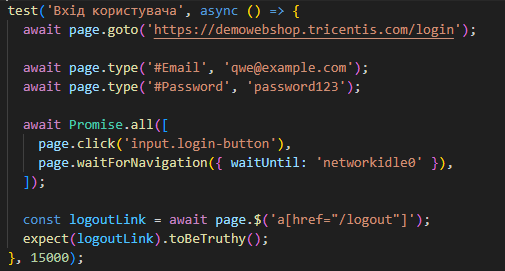 test('Вхід користувача', async () => {
  await page.goto('https://demowebshop.tricentis.com/login');

  await page.type('#Email', 'qwe@example.com');
  await page.type('#Password', 'password123');

  await Promise.all([
    page.click('input.login-button'),
    page.waitForNavigation({ waitUntil: 'networkidle0' }),
  ]);

  const logoutLink = await page.$('a[href="/logout"]');
  expect(logoutLink).toBeTruthy();
}, 15000);